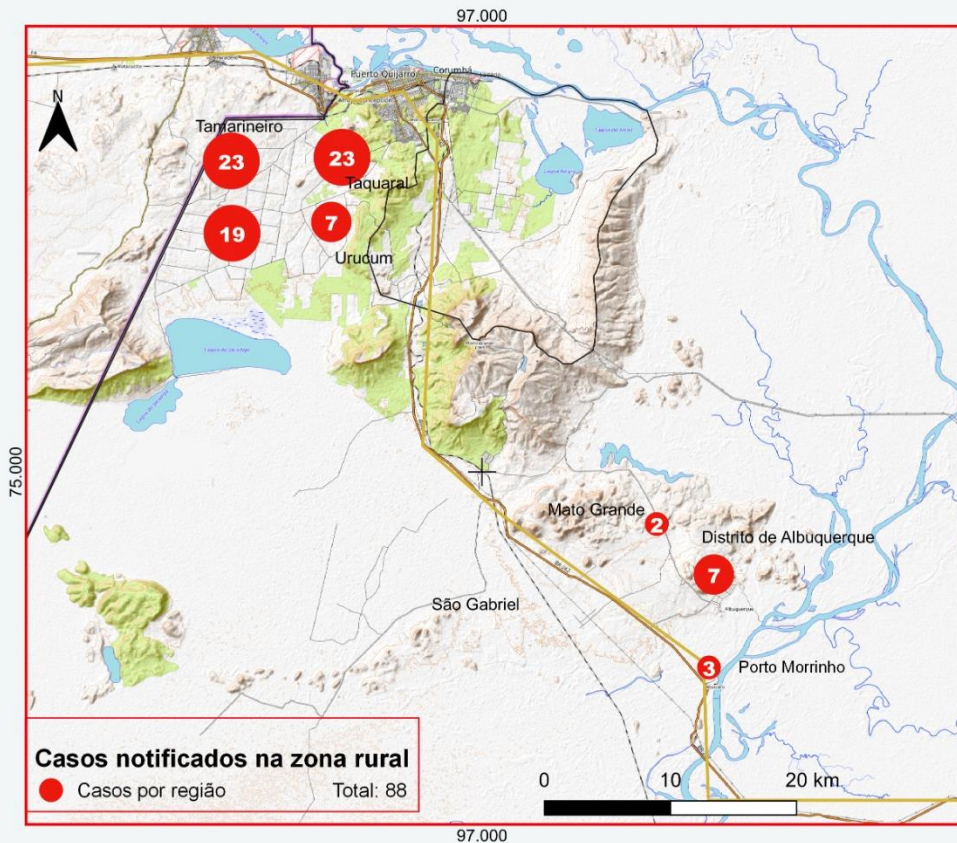 97.000
Puerto Quijarro
Corumbá
Ladário
N
Tamarineiro
23
23
Taquaral
19
7
Urucum
75.000
Mato Grande
2
Distrito de Albuquerque
7
Albuquerque
São Gabriel
3
Porto Morrinho
Casos notificados na zona rural
Casos por região
Total: 88
0
10
20 km
97.000